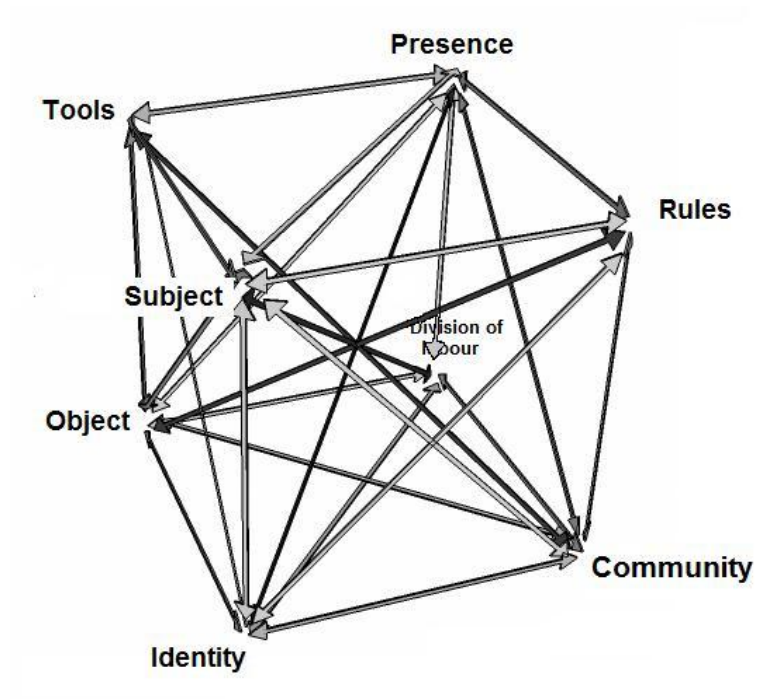 Presence
Tools
Rules
Subject
Division of
Object
Community
Identity